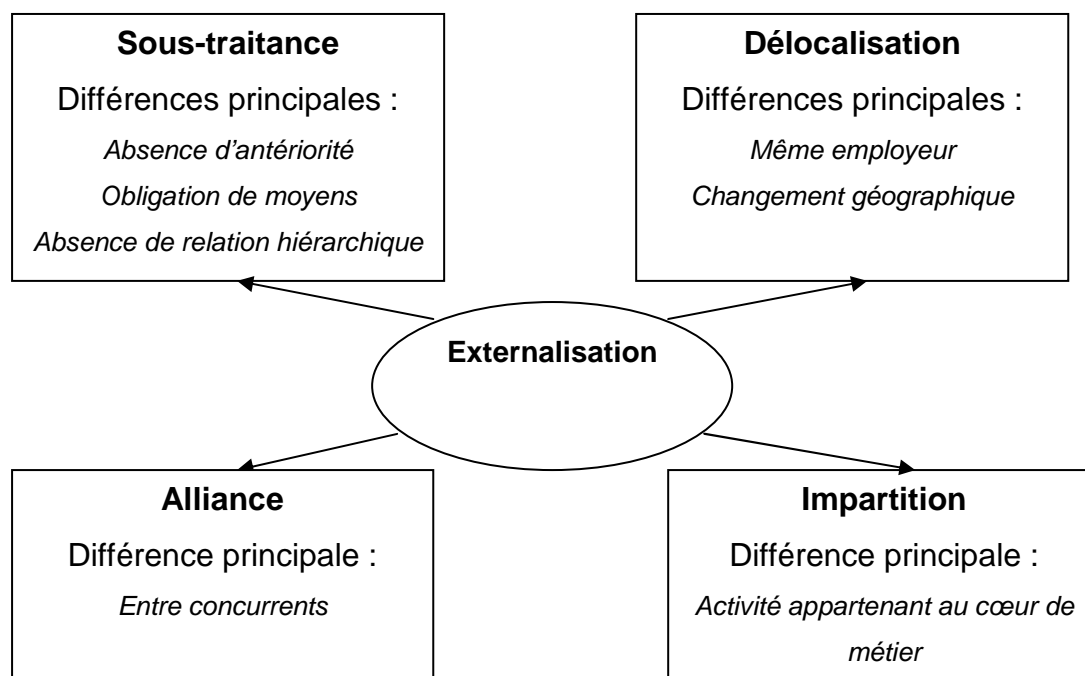 Sous-traitance
Différences principales :
Absence d'antériorité
Obligation de moyens
Absence de relation hiérarchique
Délocalisation
Différences principales :
Même employeur
Changement géographique
Externalisation
Alliance
Différence principale :
Entre concurrents
Impartition
Différence principale :
Activité appartenant au cœur de
métier